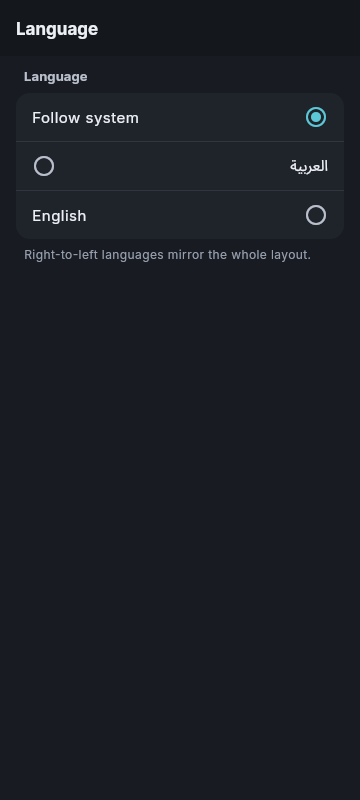 Language
Language
Follow system
العربية
English
Right-to-left languages mirror the whole layout.